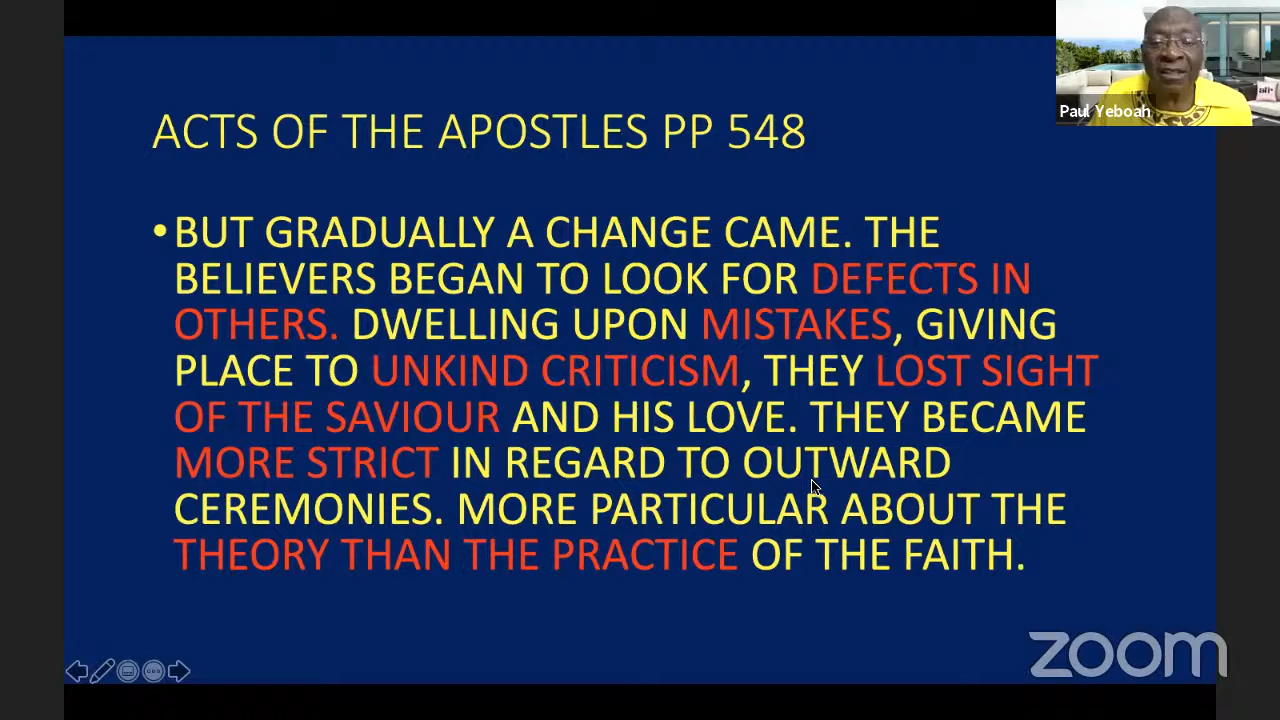 Paul Yeboah
ACTS OF THE APOSTLES PP 548
•BUT GRADUALLY A CHANGE CAME. THE
BELIEVERS BEGAN TO LOOK FOR DEFECTS IN
OTHERS. DWELLING UPON MISTAKES, GIVING
PLACE TO UNKIND CRITICISM, THEY LOST SIGHT
OF THE SAVIOUR AND HIS LOVE. THEY BECAME
MORE STRICT IN REGARD TO OUTWARD
CEREMONIES. MORE PARTICULAR ABOUT THE
THEORY THAN THE PRACTICE OF THE FAITH.
zoom